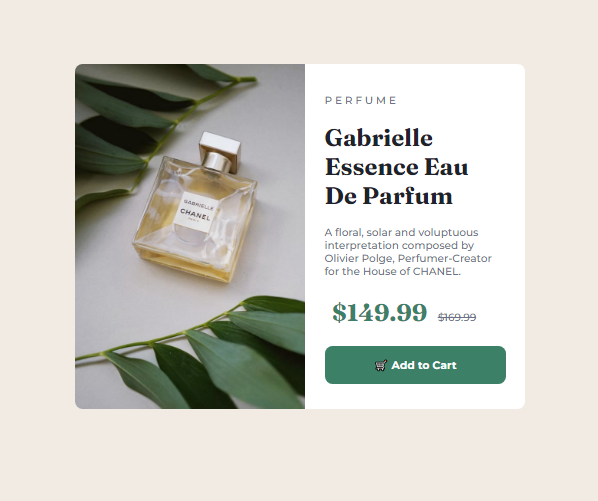 GABRIELLE
CHANEL
PARIS
PERFUME
Gabrielle
Essence Eau
De Parfum
A floral, solar and voluptuous
interpretation composed by
Olivier Polge, Perfumer-Creator
for the House of CHANEL.
$149.99 $169.99
Add to Cart